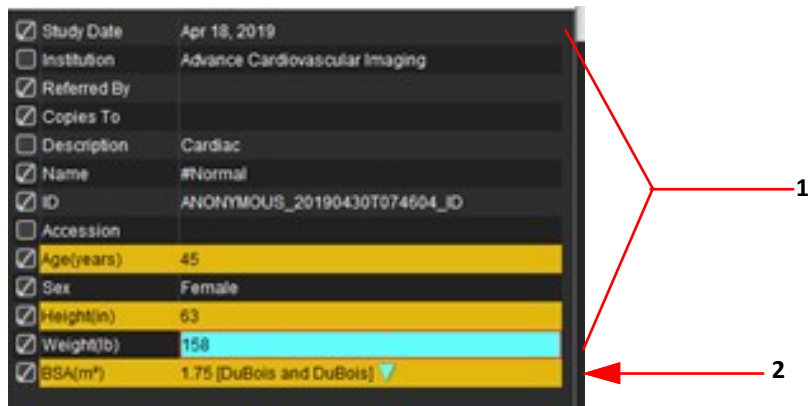 Study Date Apr 18, 2019
Institution Advance Cardiovascular Imaging
Referred By
Copies To
Description Cardiac
Name #Normal
ID ANONYMOUS_20190430T074604_ID
Accession
Age(years) 45
Sex Female
Height(in) 63
Weight(lb) 158
BSA(m²) 1.75 [DuBois and DuBois]
1
2